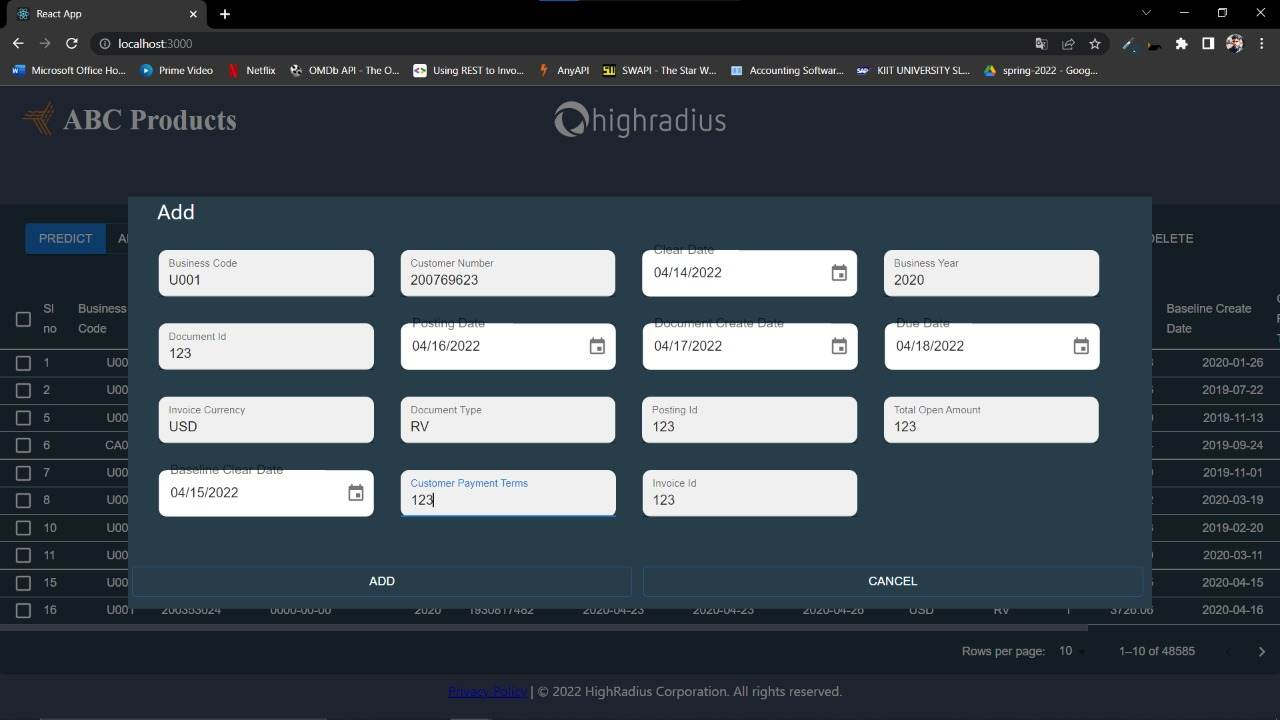 React App
localhost:3000
Microsoft Office Ho... Prime Video Netflix OMDb API - The O... Using REST to Invo... AnyAPI SWAPI - The Star W... Accounting Softwar... KIIT UNIVERSITY SL... spring-2022 - Goog...
ABC Products highradius
Add
PREDICT DELETE
Business Code Customer Number Clear Date Business Year
U001 200769623 04/14/2022 2020
Sl no Business Code Baseline Create Date
Document Id Posting Date Document Create Date Due Date
123 04/16/2022 04/17/2022 04/18/2022
1 U00 2020-01-26
2 U00 2019-07-22
Invoice Currency Document Type Posting Id Total Open Amount
USD RV 123 123
5 U00 2019-11-13
6 CA0 2019-09-24
Baseline Clear Date Customer Payment Terms Invoice Id
04/15/2022 123 123
7 U00 2019-11-01
8 U00 2020-03-19
10 U00 2019-02-20
11 U00 2020-03-11
ADD CANCEL
15 U00 2020-04-15
16 U001 200353024 0000-00-00 2020 1930817482 2020-04-23 2020-04-23 2020-04-26 USD RV 1 3726.06 2020-04-16
Rows per page: 10 1–10 of 48585
Privacy Policy | © 2022 HighRadius Corporation. All rights reserved.